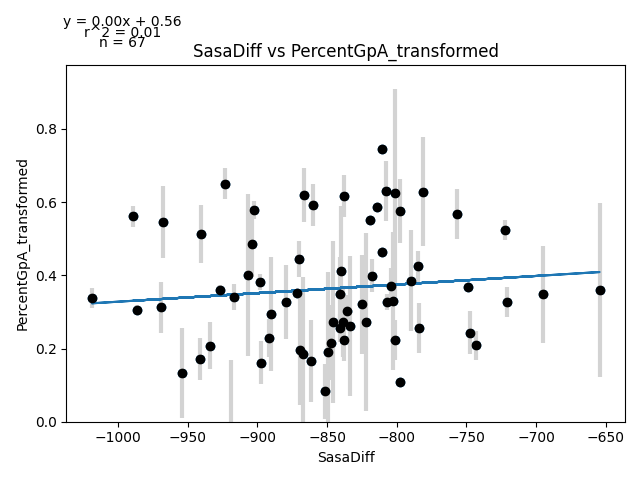 y = 0.00x + 0.56
r^2 = 0.01
n = 67
SasaDiff vs PercentGpA_transformed
PercentGpA_transformed
0.8
0.6
0.4
0.2
0.0
−1000 −950 −900 −850 −800 −750 −700 −650
SasaDiff